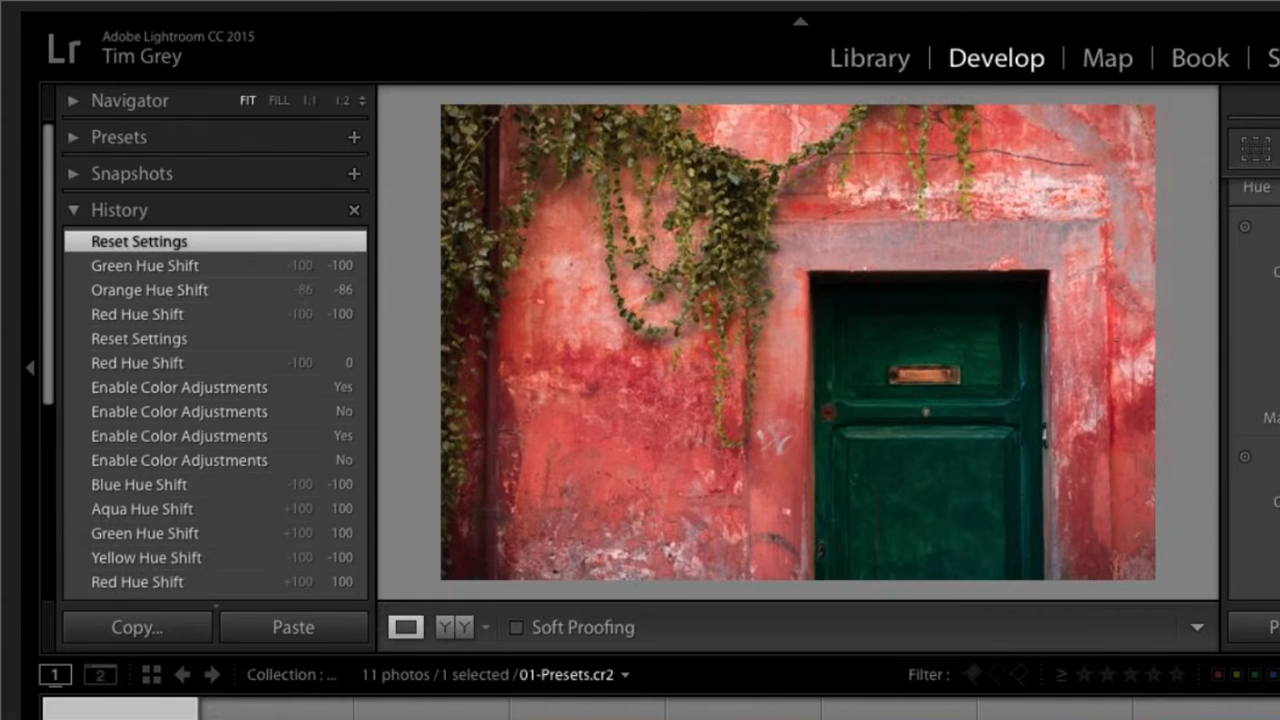 Lr
Adobe Lightroom CC 2015
Tim Grey
Library | Develop | Map | Book | S
Navigator FIT FILL 1:1 1:2
Presets +
Snapshots +
History
Reset Settings
Green Hue Shift -100 -100
Orange Hue Shift -86 -86
Red Hue Shift -100 -100
Reset Settings
Red Hue Shift -100 0
Enable Color Adjustments Yes
Enable Color Adjustments No
Enable Color Adjustments Yes
Enable Color Adjustments No
Blue Hue Shift -100 -100
Aqua Hue Shift +100 100
Green Hue Shift +100 100
Yellow Hue Shift -100 -100
Red Hue Shift +100 100
Hue
Ma
Copy... Paste
YY Soft Proofing
P
1 2 Collection : ... 11 photos / 1 selected / 01-Presets.cr2 Filter : ≥